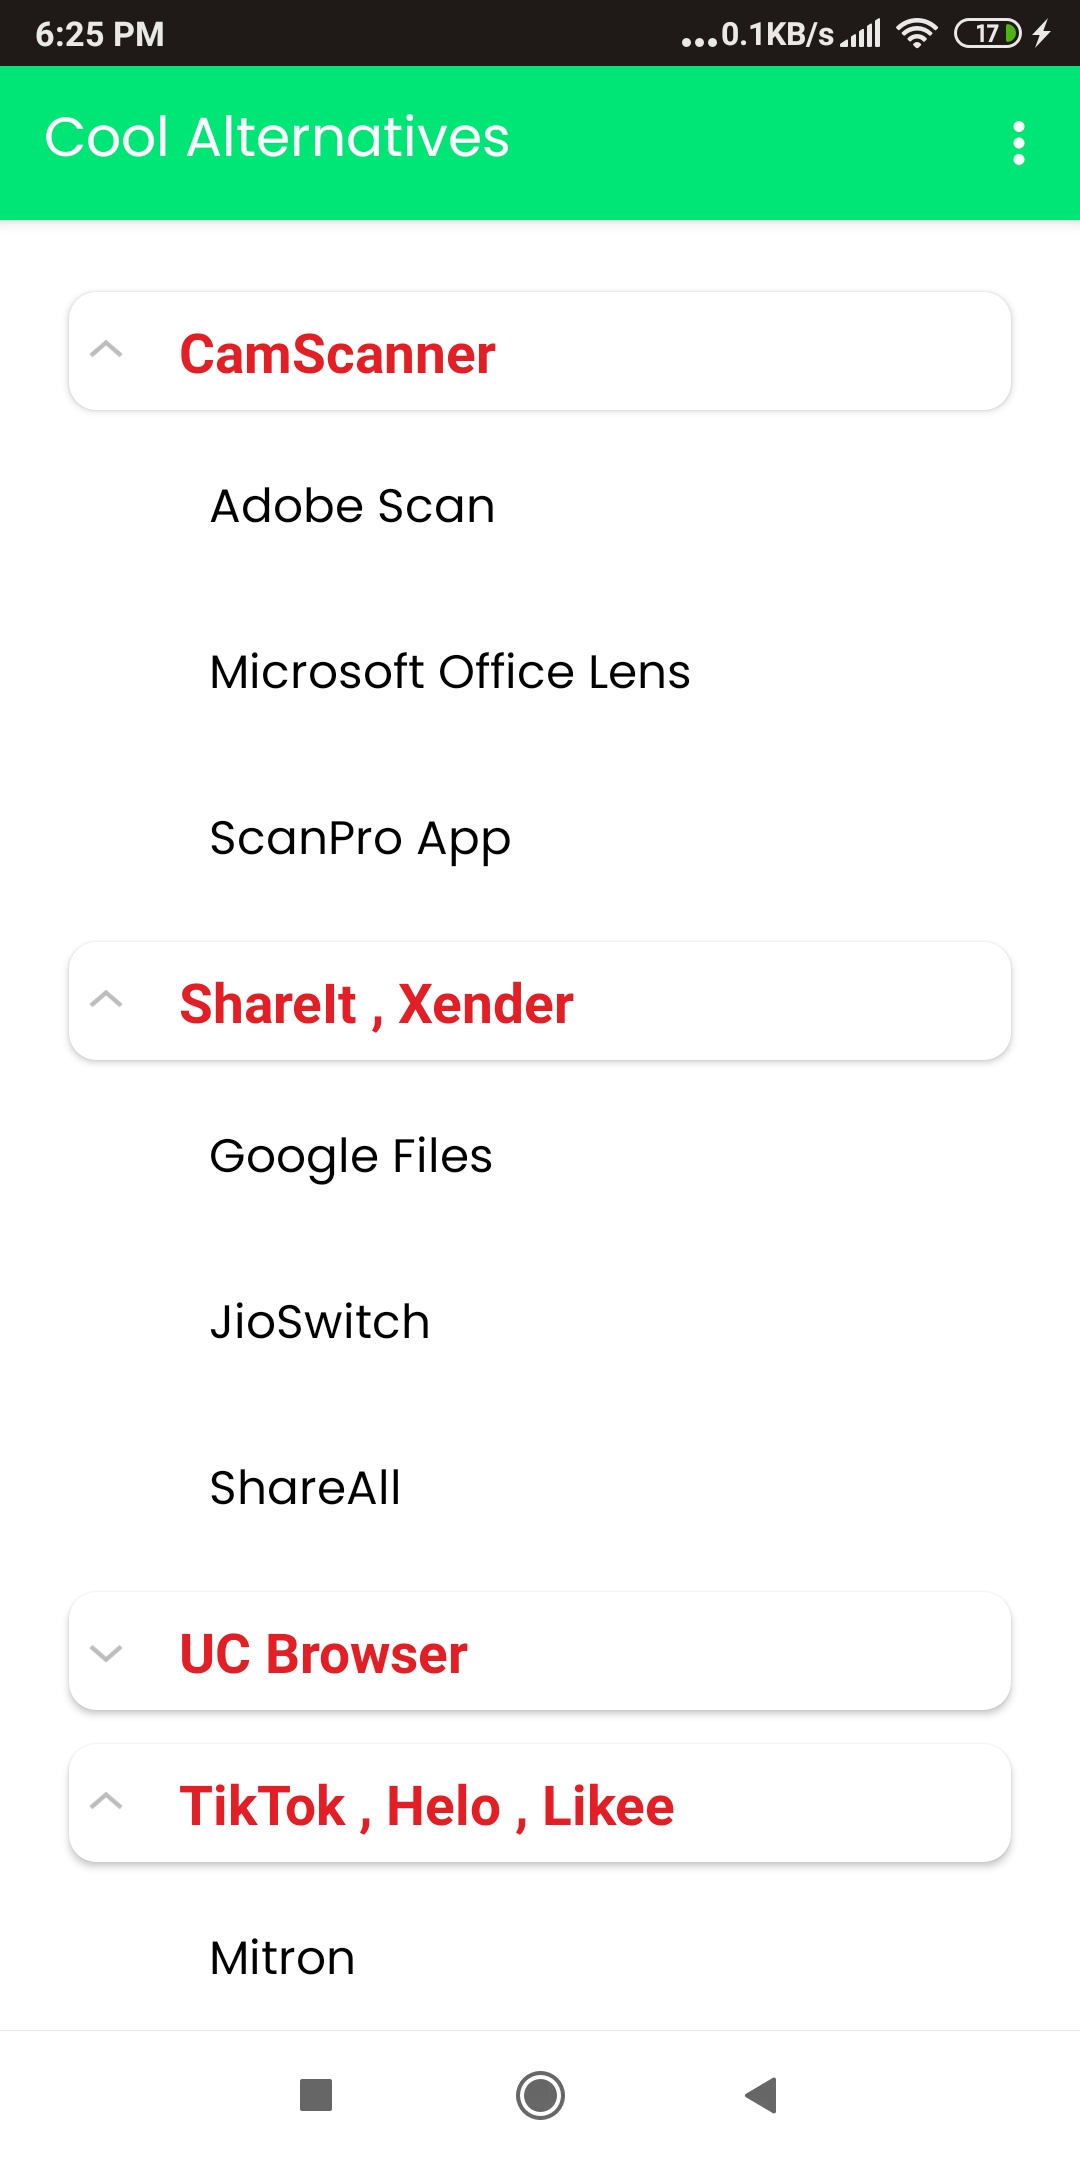 6:25 PM
...0.1KB/s 17
Cool Alternatives
CamScanner
Adobe Scan
Microsoft Office Lens
ScanPro App
ShareIt , Xender
Google Files
JioSwitch
ShareAll
UC Browser
TikTok , Helo , Likee
Mitron